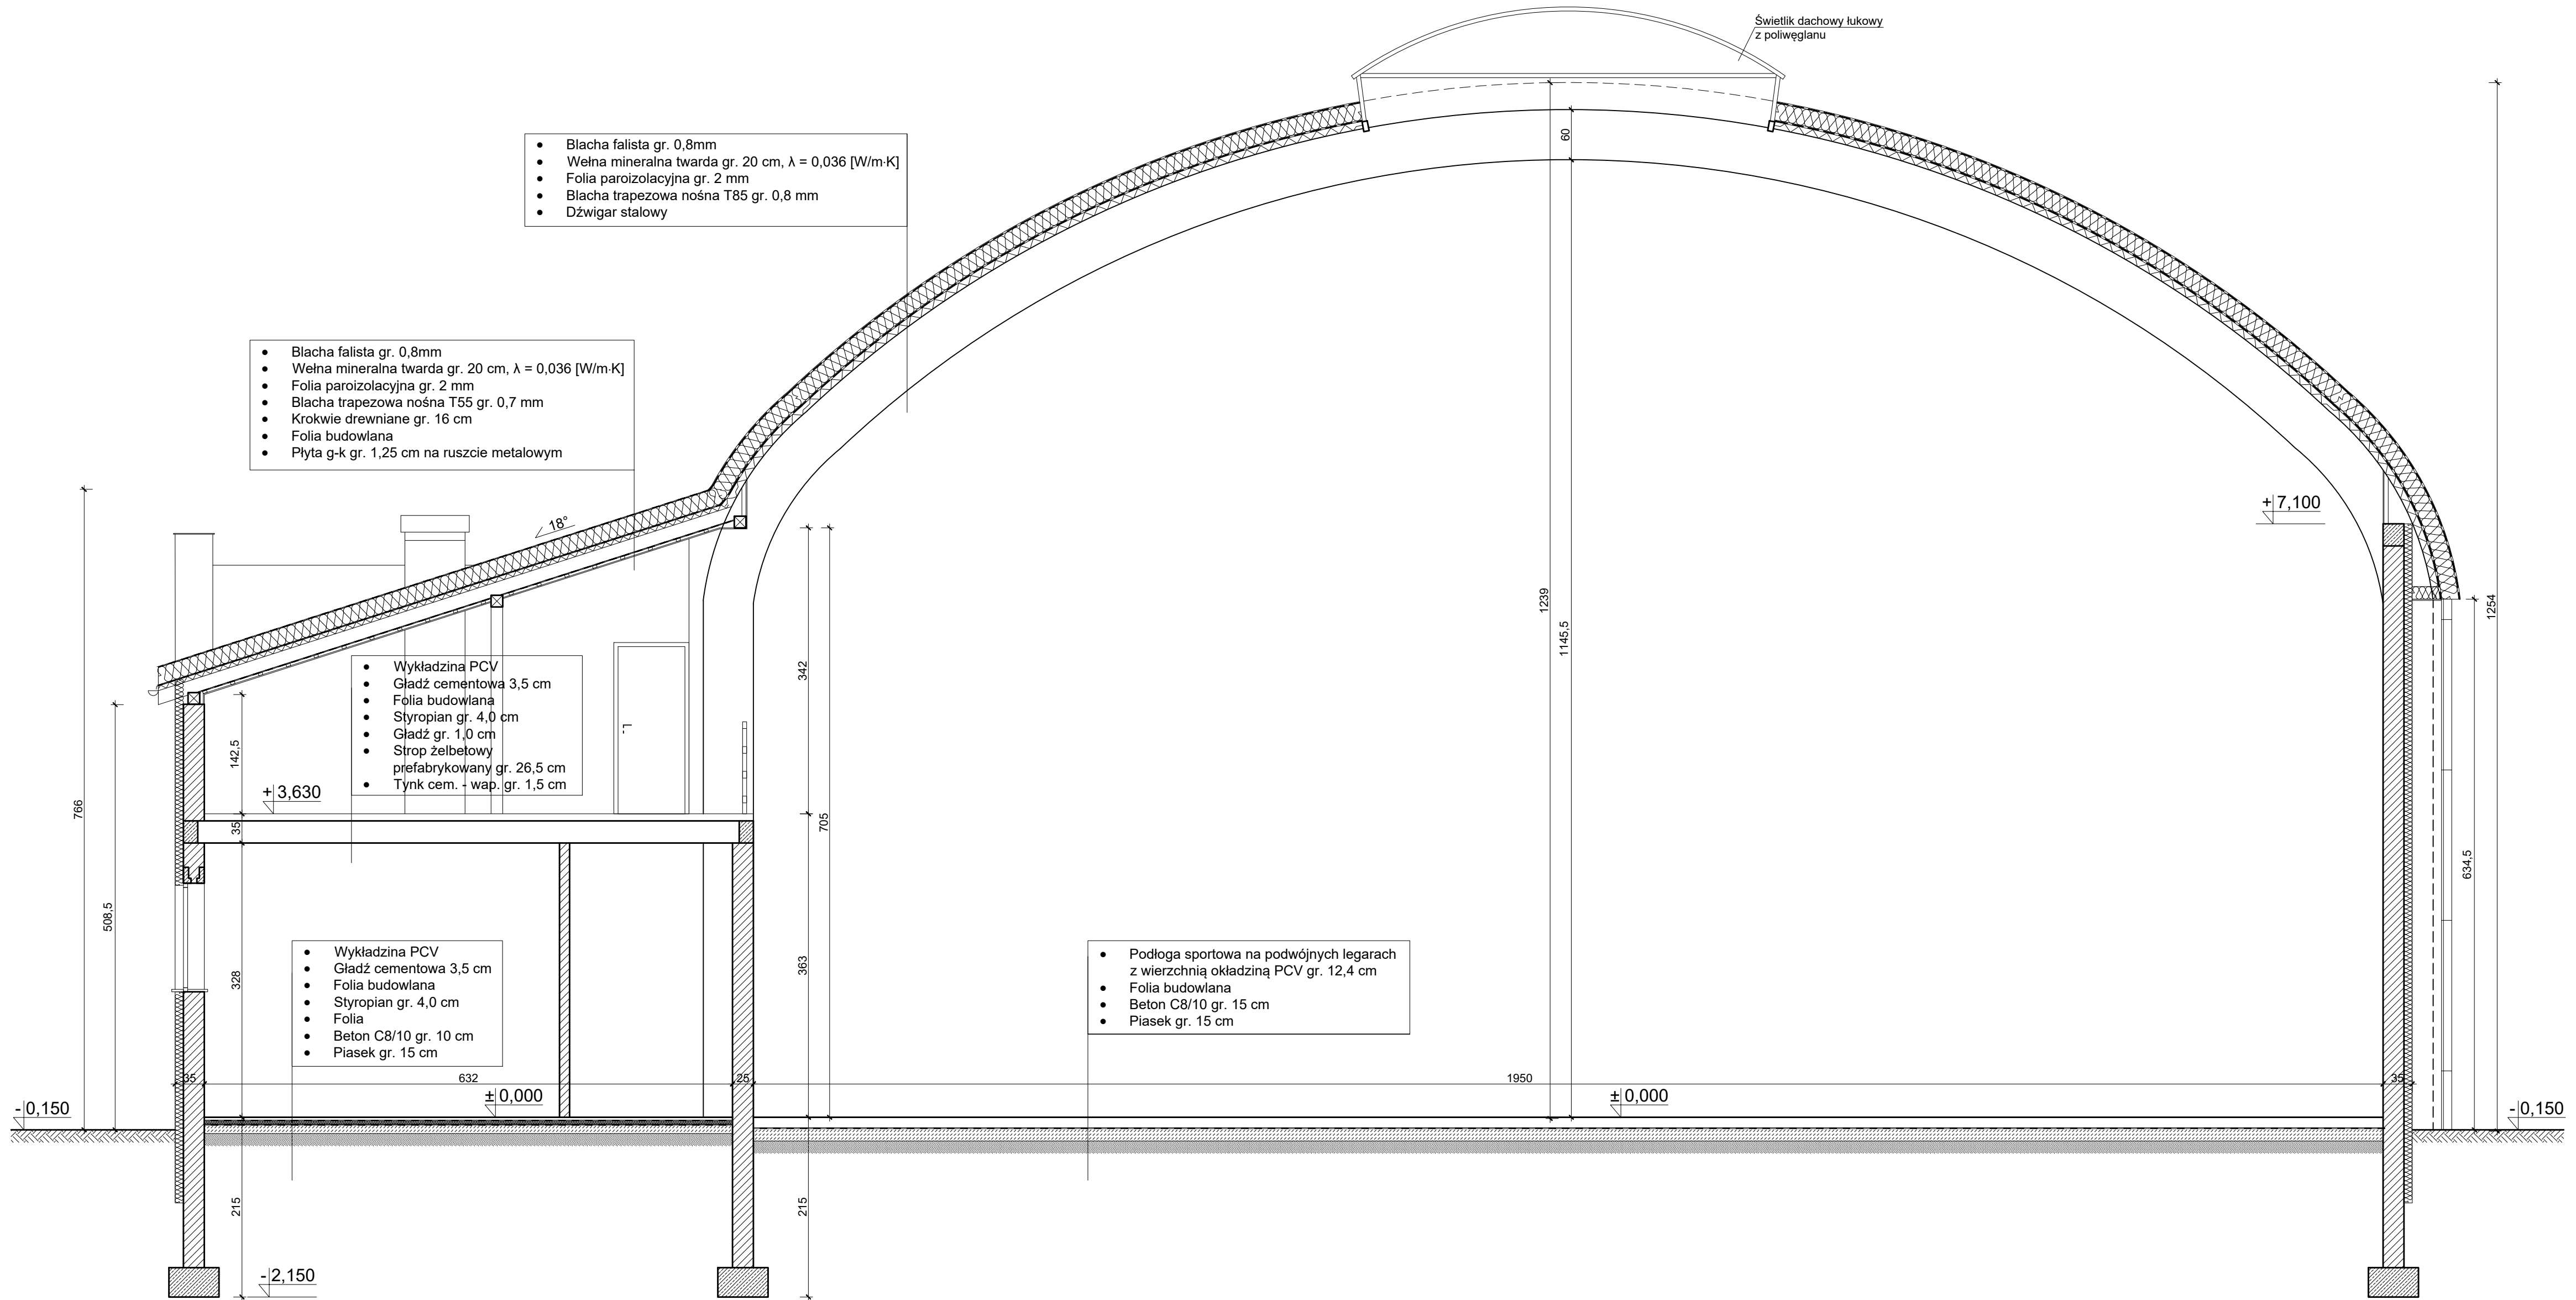 Świetlik dachowy łukowy
z poliwęglanu
• Blacha falista gr. 0,8mm
• Wełna mineralna twarda gr. 20 cm, λ = 0,036 [W/m·K]
• Folia paroizolacyjna gr. 2 mm
• Blacha trapezowa nośna T85 gr. 0,8 mm
• Dźwigar stalowy
60
• Blacha falista gr. 0,8mm
• Wełna mineralna twarda gr. 20 cm, λ = 0,036 [W/m·K]
• Folia paroizolacyjna gr. 2 mm
• Blacha trapezowa nośna T55 gr. 0,7 mm
• Krokwie drewniane gr. 16 cm
• Folia budowlana
• Płyta g-k gr. 1,25 cm na ruszcie metalowym
18°
+ 7,100
1239
1145,5
1254
342
• Wykładzina PCV
• Gładź cementowa 3,5 cm
• Folia budowlana
• Styropian gr. 4,0 cm
• Gładź gr. 1,0 cm
• Strop żelbetowy
prefabrykowany gr. 26,5 cm
• Tynk cem. - wap. gr. 1,5 cm
142,5
+ 3,630
766
35
705
634,5
508,5
328
363
• Wykładzina PCV
• Gładź cementowa 3,5 cm
• Folia budowlana
• Styropian gr. 4,0 cm
• Folia
• Beton C8/10 gr. 10 cm
• Piasek gr. 15 cm
• Podłoga sportowa na podwójnych legarach
z wierzchnią okładziną PCV gr. 12,4 cm
• Folia budowlana
• Beton C8/10 gr. 15 cm
• Piasek gr. 15 cm
35
632
25
1950
35
± 0,000
± 0,000
- 0,150
- 0,150
215
215
- 2,150